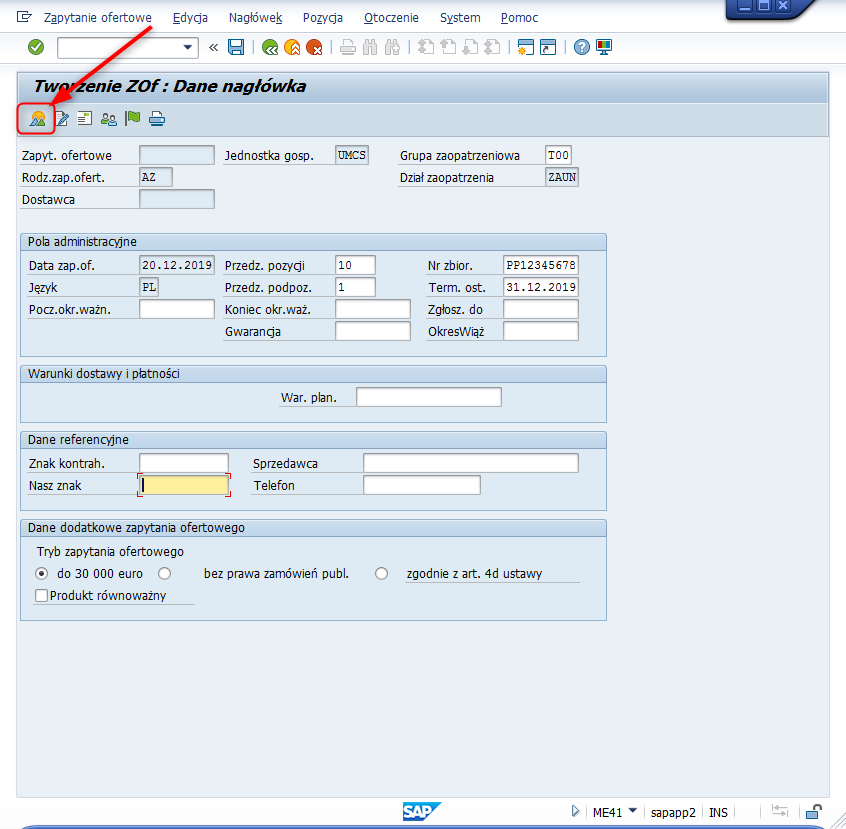 Zapytanie ofertowe Edycja Nagłówek Pozycja Otoczenie System Pomoc
Tworzenie ZOf : Dane nagłówka
Zapyt. ofertowe Jednostka gosp. UMCS Grupa zaopatrzeniowa T00
Rodz.zap.ofert. AZ Dział zaopatrzenia ZAUN
Dostawca
Pola administracyjne
Data zap.of. 20.12.2019 Przedz. pozycji 10 Nr zbior. PP12345678
Język PL Przedz. podpoz. 1 Term. ost. 31.12.2019
Pocz.okr.ważn. Koniec okr.waż. Zgłosz. do
Gwarancja OkresWiąż
Warunki dostawy i płatności
War. płan.
Dane referencyjne
Znak kontrah. Sprzedawca
Nasz znak Telefon
Dane dodatkowe zapytania ofertowego
Tryb zapytania ofertowego
do 30 000 euro bez prawa zamówień publ. zgodnie z art. 4d ustawy
Produkt równoważny
SAP ME41 sapapp2 INS